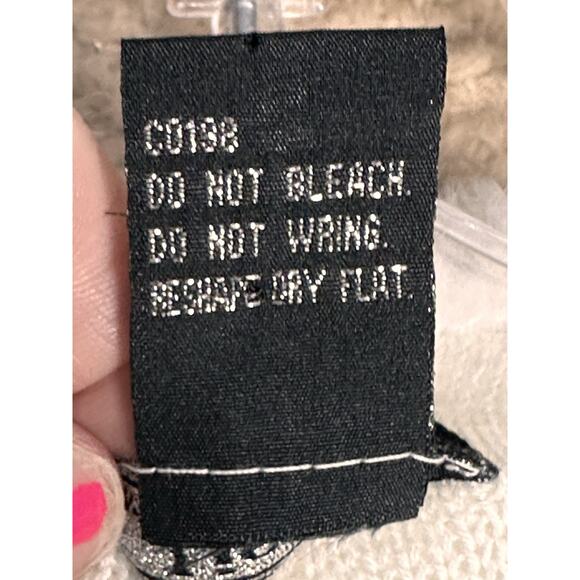 C0198
DO NOT BLEACH.
DO NOT WRING.
RESHAPE DRY FLAT.